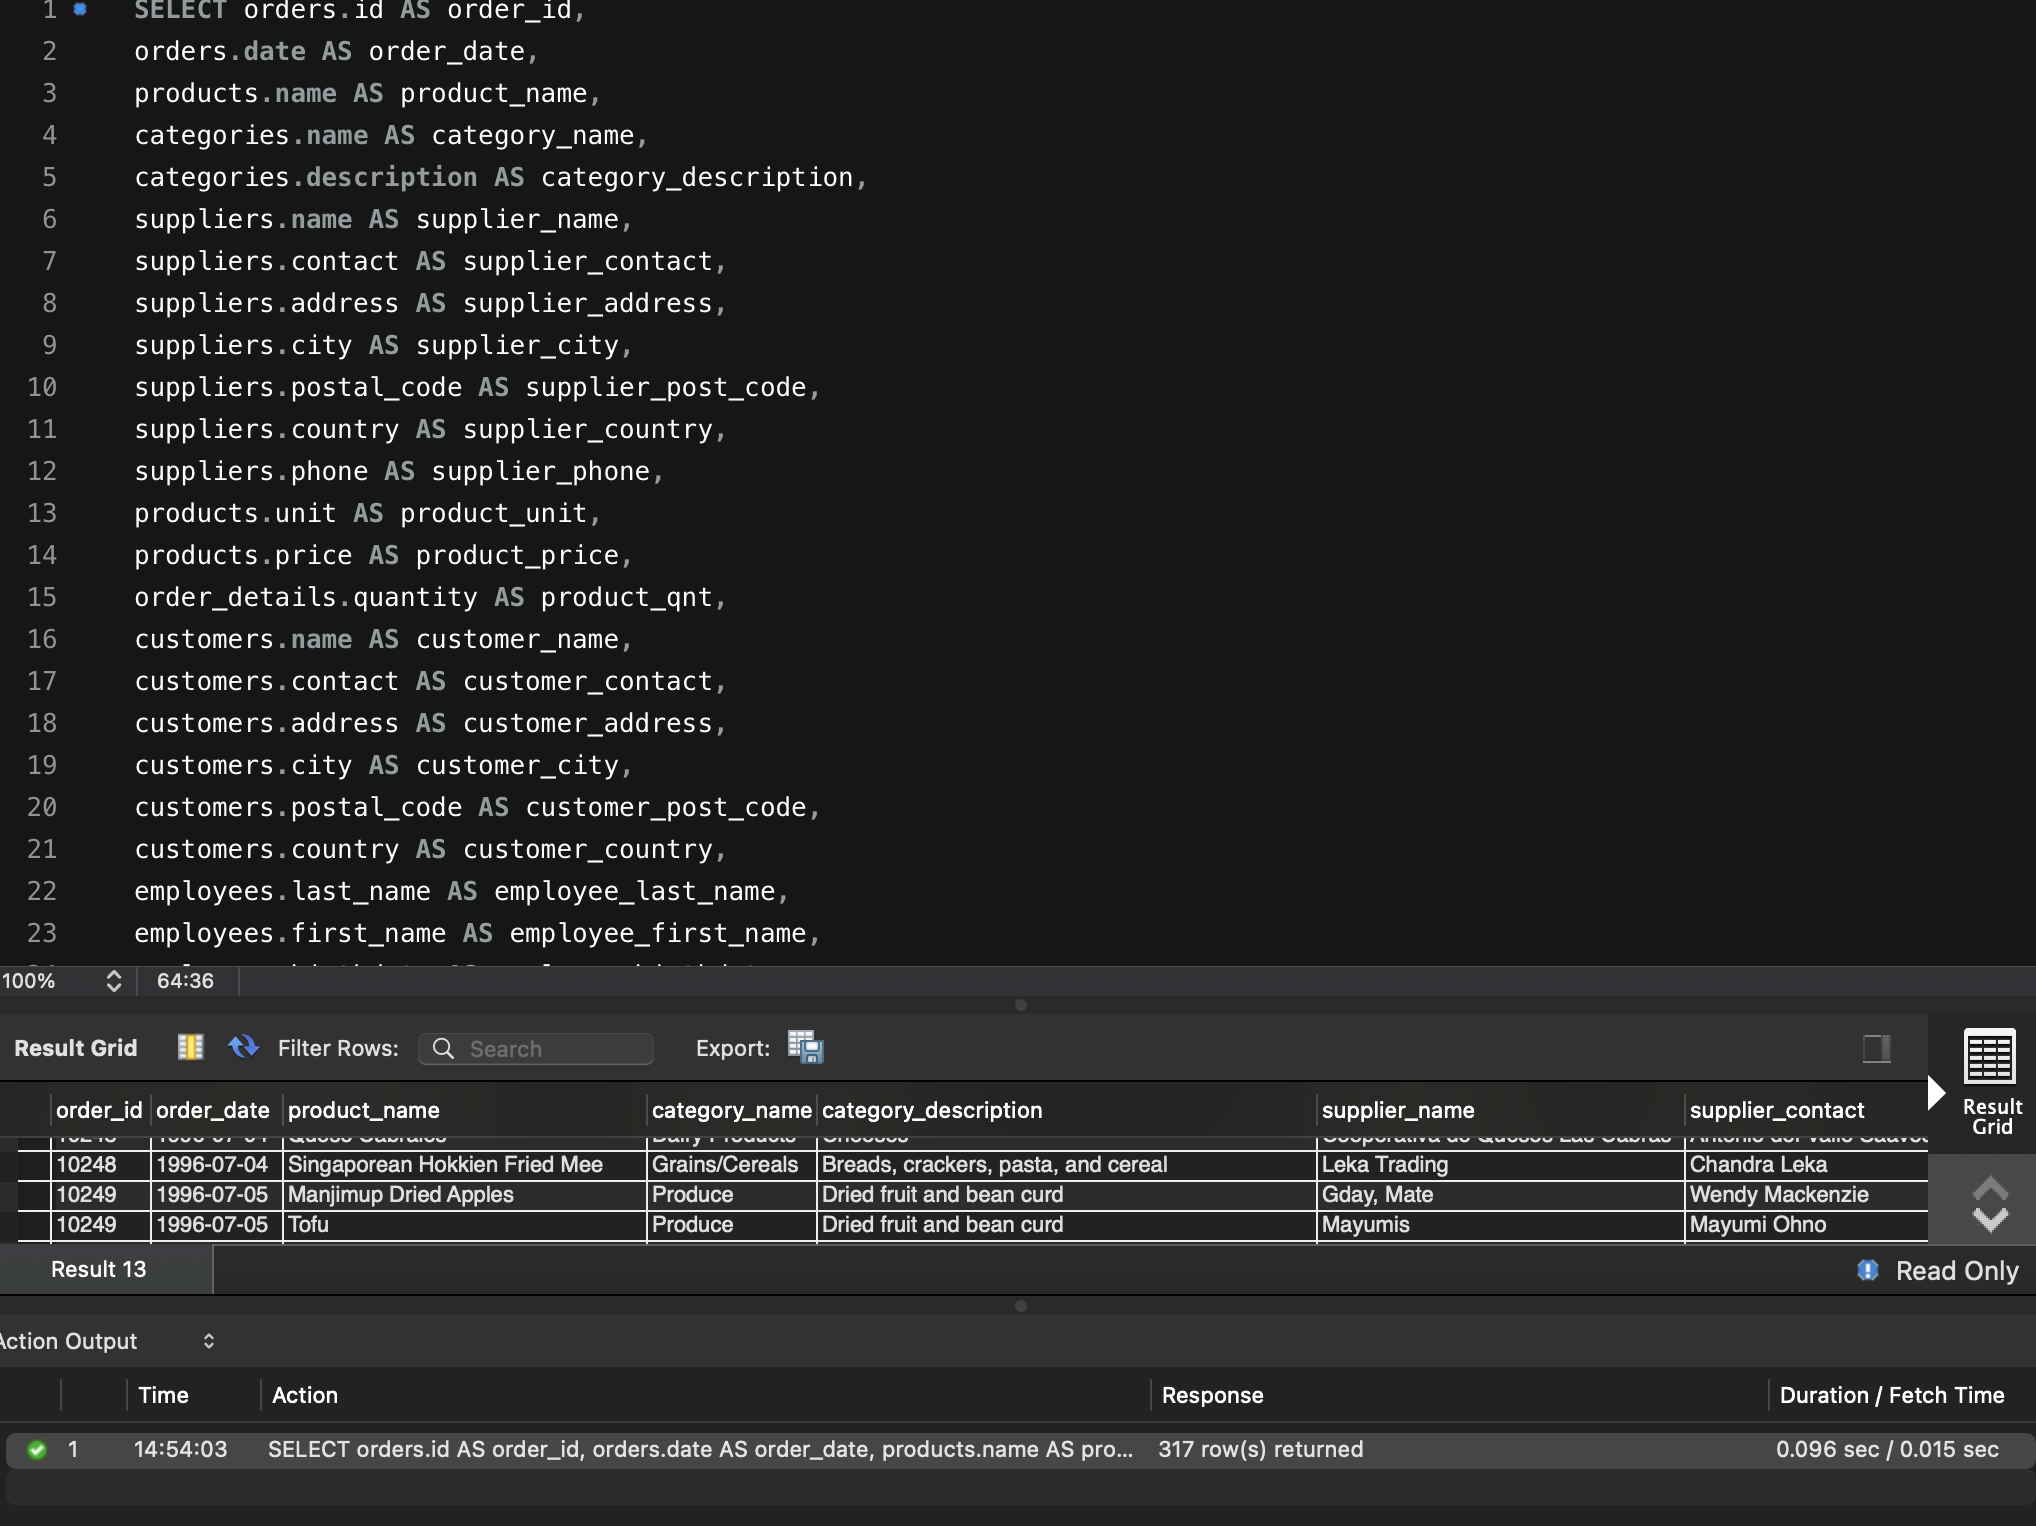 1 SELECT orders.id AS order_id,
2 orders.date AS order_date,
3 products.name AS product_name,
4 categories.name AS category_name,
5 categories.description AS category_description,
6 suppliers.name AS supplier_name,
7 suppliers.contact AS supplier_contact,
8 suppliers.address AS supplier_address,
9 suppliers.city AS supplier_city,
10 suppliers.postal_code AS supplier_post_code,
11 suppliers.country AS supplier_country,
12 suppliers.phone AS supplier_phone,
13 products.unit AS product_unit,
14 products.price AS product_price,
15 order_details.quantity AS product_qnt,
16 customers.name AS customer_name,
17 customers.contact AS customer_contact,
18 customers.address AS customer_address,
19 customers.city AS customer_city,
20 customers.postal_code AS customer_post_code,
21 customers.country AS customer_country,
22 employees.last_name AS employee_last_name,
23 employees.first_name AS employee_first_name,
100% 64:36
Result Grid Filter Rows: Search Export:
Result Grid
order_id order_date product_name category_name category_description supplier_name supplier_contact
10248 1996-07-04 Singaporean Hokkien Fried Mee Grains/Cereals Breads, crackers, pasta, and cereal Leka Trading Chandra Leka
10249 1996-07-05 Manjimup Dried Apples Produce Dried fruit and bean curd Gday, Mate Wendy Mackenzie
10249 1996-07-05 Tofu Produce Dried fruit and bean curd Mayumis Mayumi Ohno
Result 13 Read Only
Action Output
Time Action Response Duration / Fetch Time
1 14:54:03 SELECT orders.id AS order_id, orders.date AS order_date, products.name AS pro... 317 row(s) returned 0.096 sec / 0.015 sec